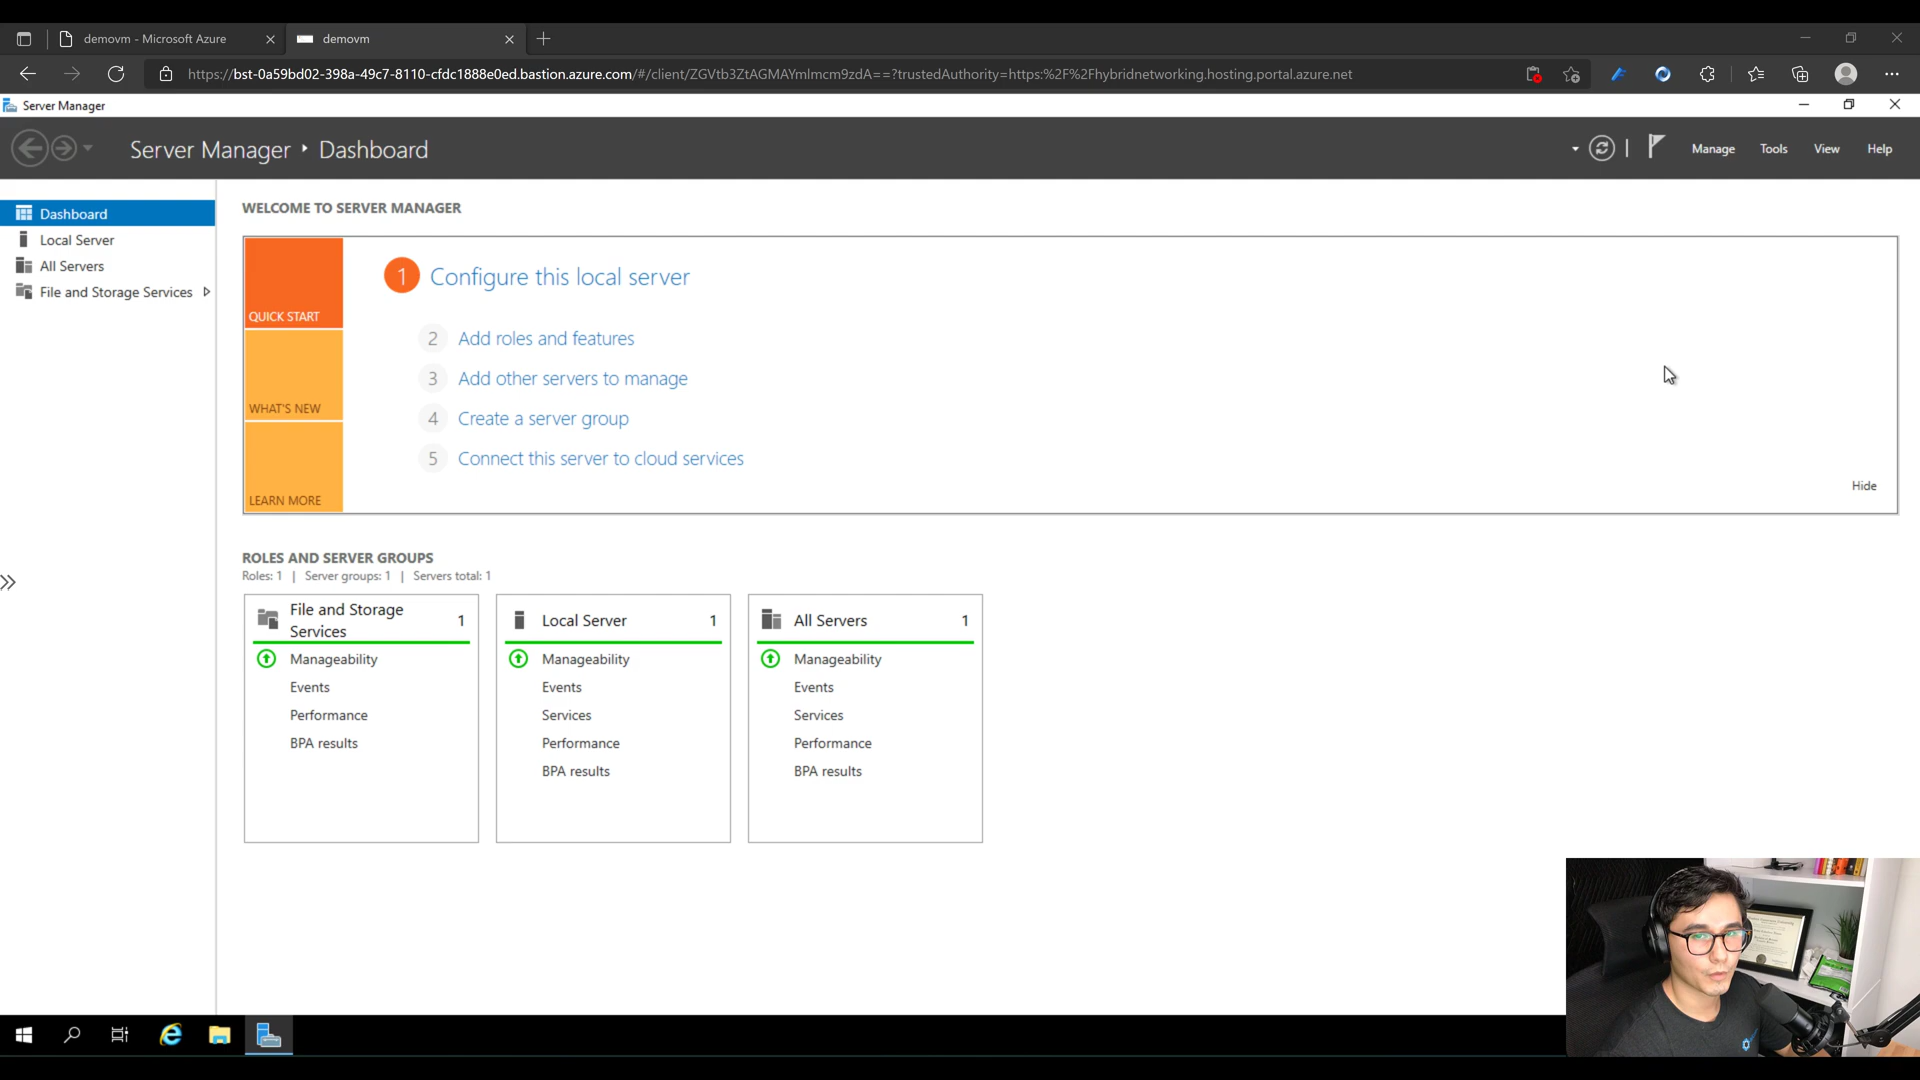 demovm - Microsoft Azure
demovm
https://bst-0a59bd02-398a-49c7-8110-cfdc1888e0ed.bastion.azure.com/#/client/ZGVtb3ZtAGMAYmlmcm9zdA==?trustedAuthority=https:%2F%2Fhybridnetworking.hosting.portal.azure.net
Server Manager
Server Manager Dashboard
Manage
Tools
View
Help
Dashboard
Local Server
All Servers
File and Storage Services
WELCOME TO SERVER MANAGER
QUICK START
WHAT'S NEW
LEARN MORE
1 Configure this local server
2 Add roles and features
3 Add other servers to manage
4 Create a server group
5 Connect this server to cloud services
Hide
ROLES AND SERVER GROUPS
Roles: 1 | Server groups: 1 | Servers total: 1
File and Storage
Services
1
Manageability
Events
Performance
BPA results
Local Server 1
Manageability
Events
Services
Performance
BPA results
All Servers 1
Manageability
Events
Services
Performance
BPA results